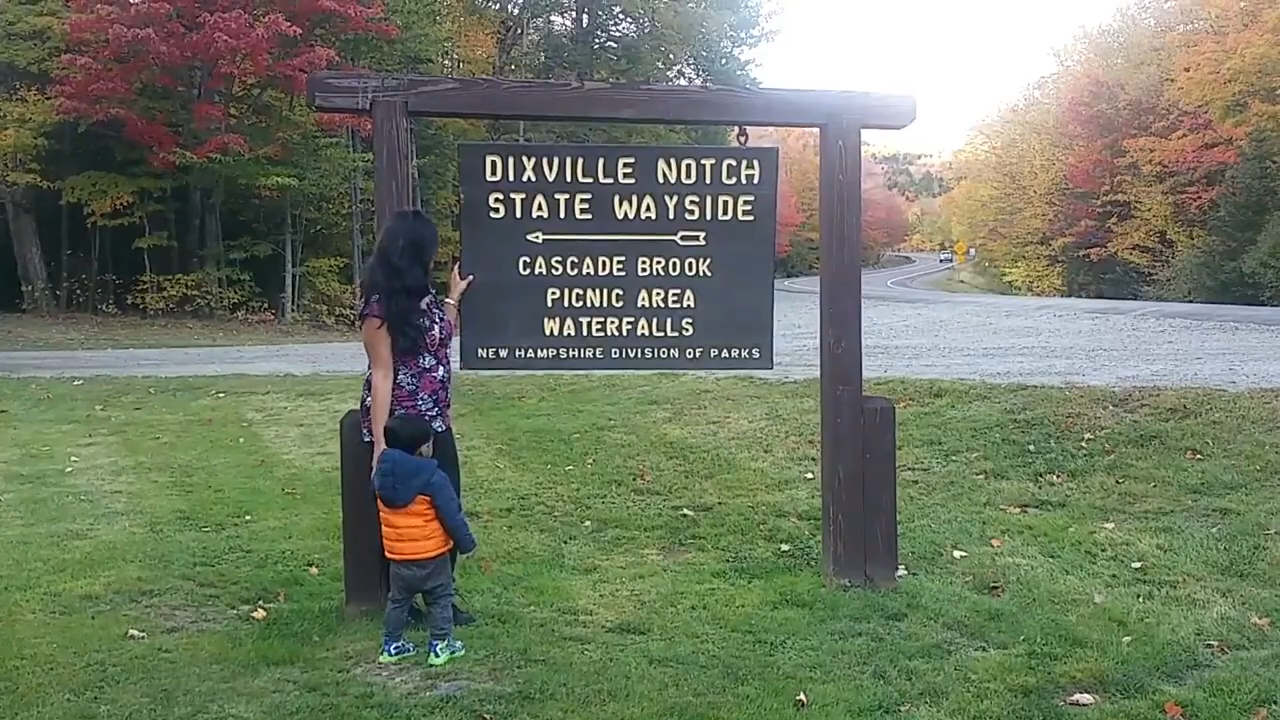 DIXVILLE NOTCH
STATE WAYSIDE
CASCADE BROOK
PICNIC AREA
WATERFALLS
NEW HAMPSHIRE DIVISION OF PARKS